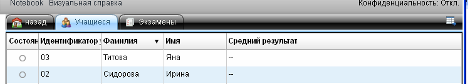 Notebook Визуальная справка Конфиденциальность: Откл.
назад Учащиеся Экзамены
Состоян Идентификатор Фамилия Имя Средний результат
03 Титова Яна --
02 Сидорова Ирина --